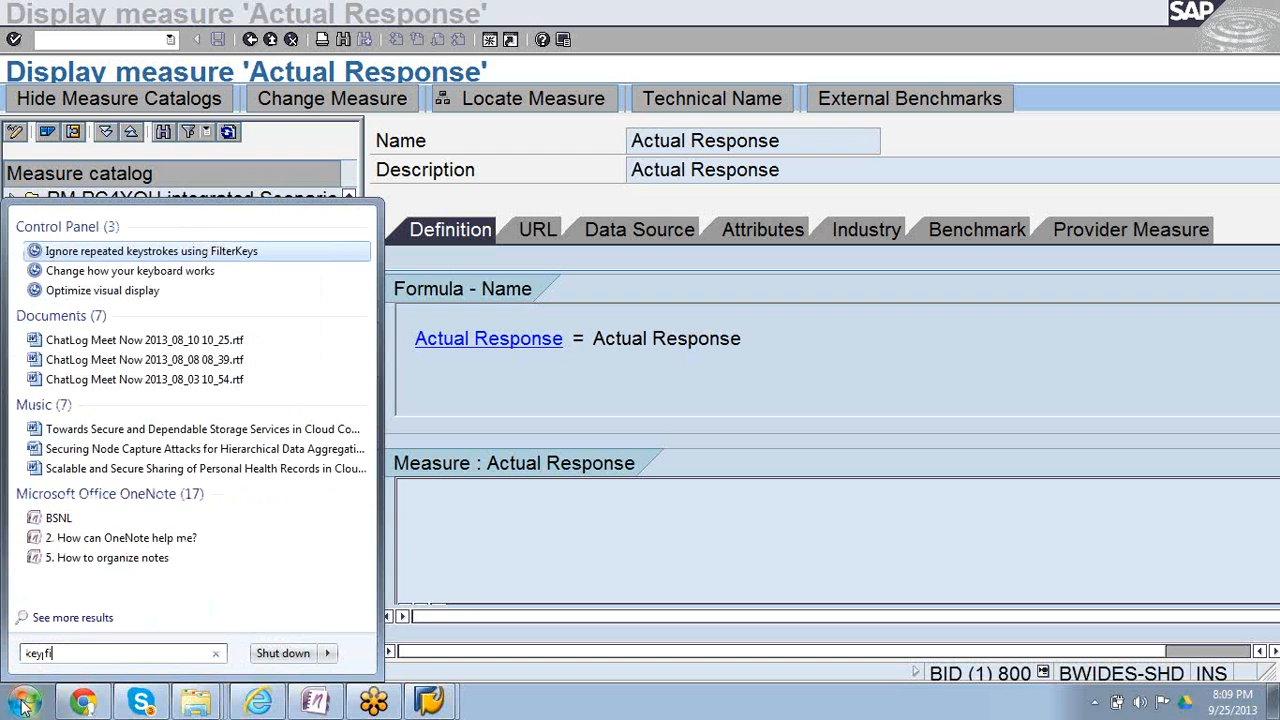 Display measure 'Actual Response'
SAP
Display measure 'Actual Response'
Hide Measure Catalogs Change Measure Locate Measure Technical Name External Benchmarks
Measure catalog
Name Actual Response
Description Actual Response
Definition URL Data Source Attributes Industry Benchmark Provider Measure
Formula - Name
Actual Response = Actual Response
Measure : Actual Response
Control Panel (3)
Ignore repeated keystrokes using FilterKeys
Change how your keyboard works
Optimize visual display
Documents (7)
ChatLog Meet Now 2013_08_10 10_25.rtf
ChatLog Meet Now 2013_08_08 08_39.rtf
ChatLog Meet Now 2013_08_03 10_54.rtf
Music (7)
Towards Secure and Dependable Storage Services in Cloud Co...
Securing Node Capture Attacks for Hierarchical Data Aggregati...
Scalable and Secure Sharing of Personal Health Records in Clou...
Microsoft Office OneNote (17)
BSNL
2. How can OneNote help me?
5. How to organize notes
See more results
Shut down
BID (1) 800 BWIDES-SHD INS
8:09 PM
9/25/2013